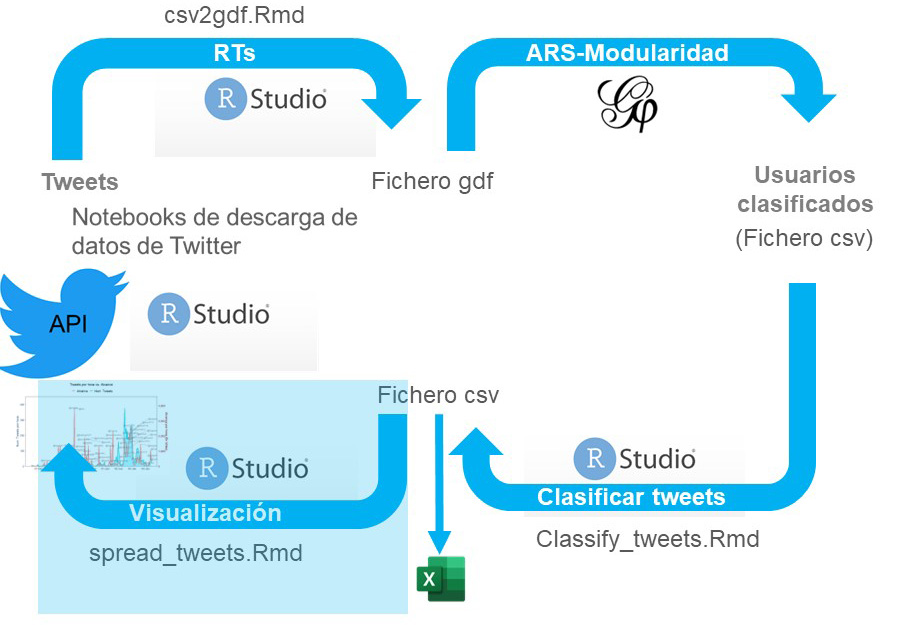 csv2gdf.Rmd
RTs
ARS-Modularidad
R Studio
Gφ
Tweets
Fichero gdf
Usuarios
clasificados
(Fichero csv)
Notebooks de descarga de
datos de Twitter
API
R Studio
Fichero csv
R Studio
Visualización
spread_tweets.Rmd
R Studio
Clasificar tweets
Classify_tweets.Rmd
X